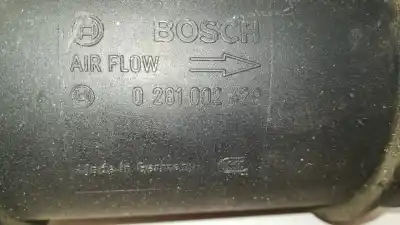 BOSCH
AIR FLOW
0 281 002
Made in Germany